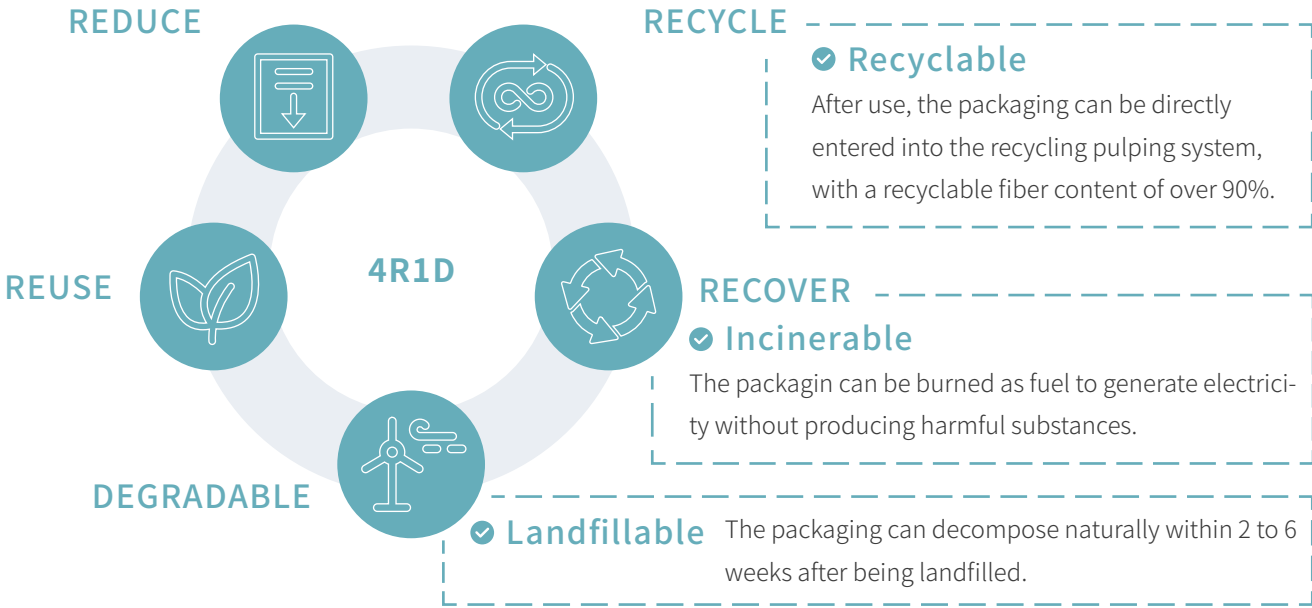 REDUCE
RECYCLE
Recyclable
After use, the packaging can be directly
entered into the recycling pulping system,
with a recyclable fiber content of over 90%.
4R1D
REUSE
RECOVER
Incinerable
The packagin can be burned as fuel to generate electrici-
ty without producing harmful substances.
DEGRADABLE
Landfillable
The packaging can decompose naturally within 2 to 6
weeks after being landfilled.